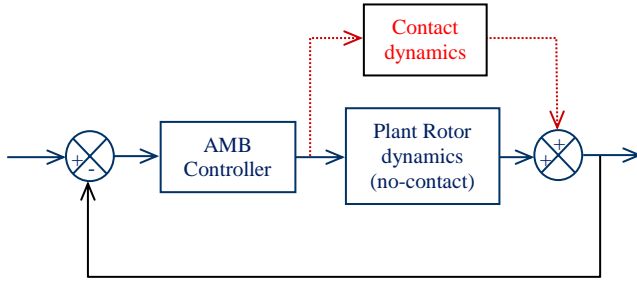 Contact
dynamics
AMB
Controller
Plant Rotor
dynamics
(no-contact)
+
-
+
+